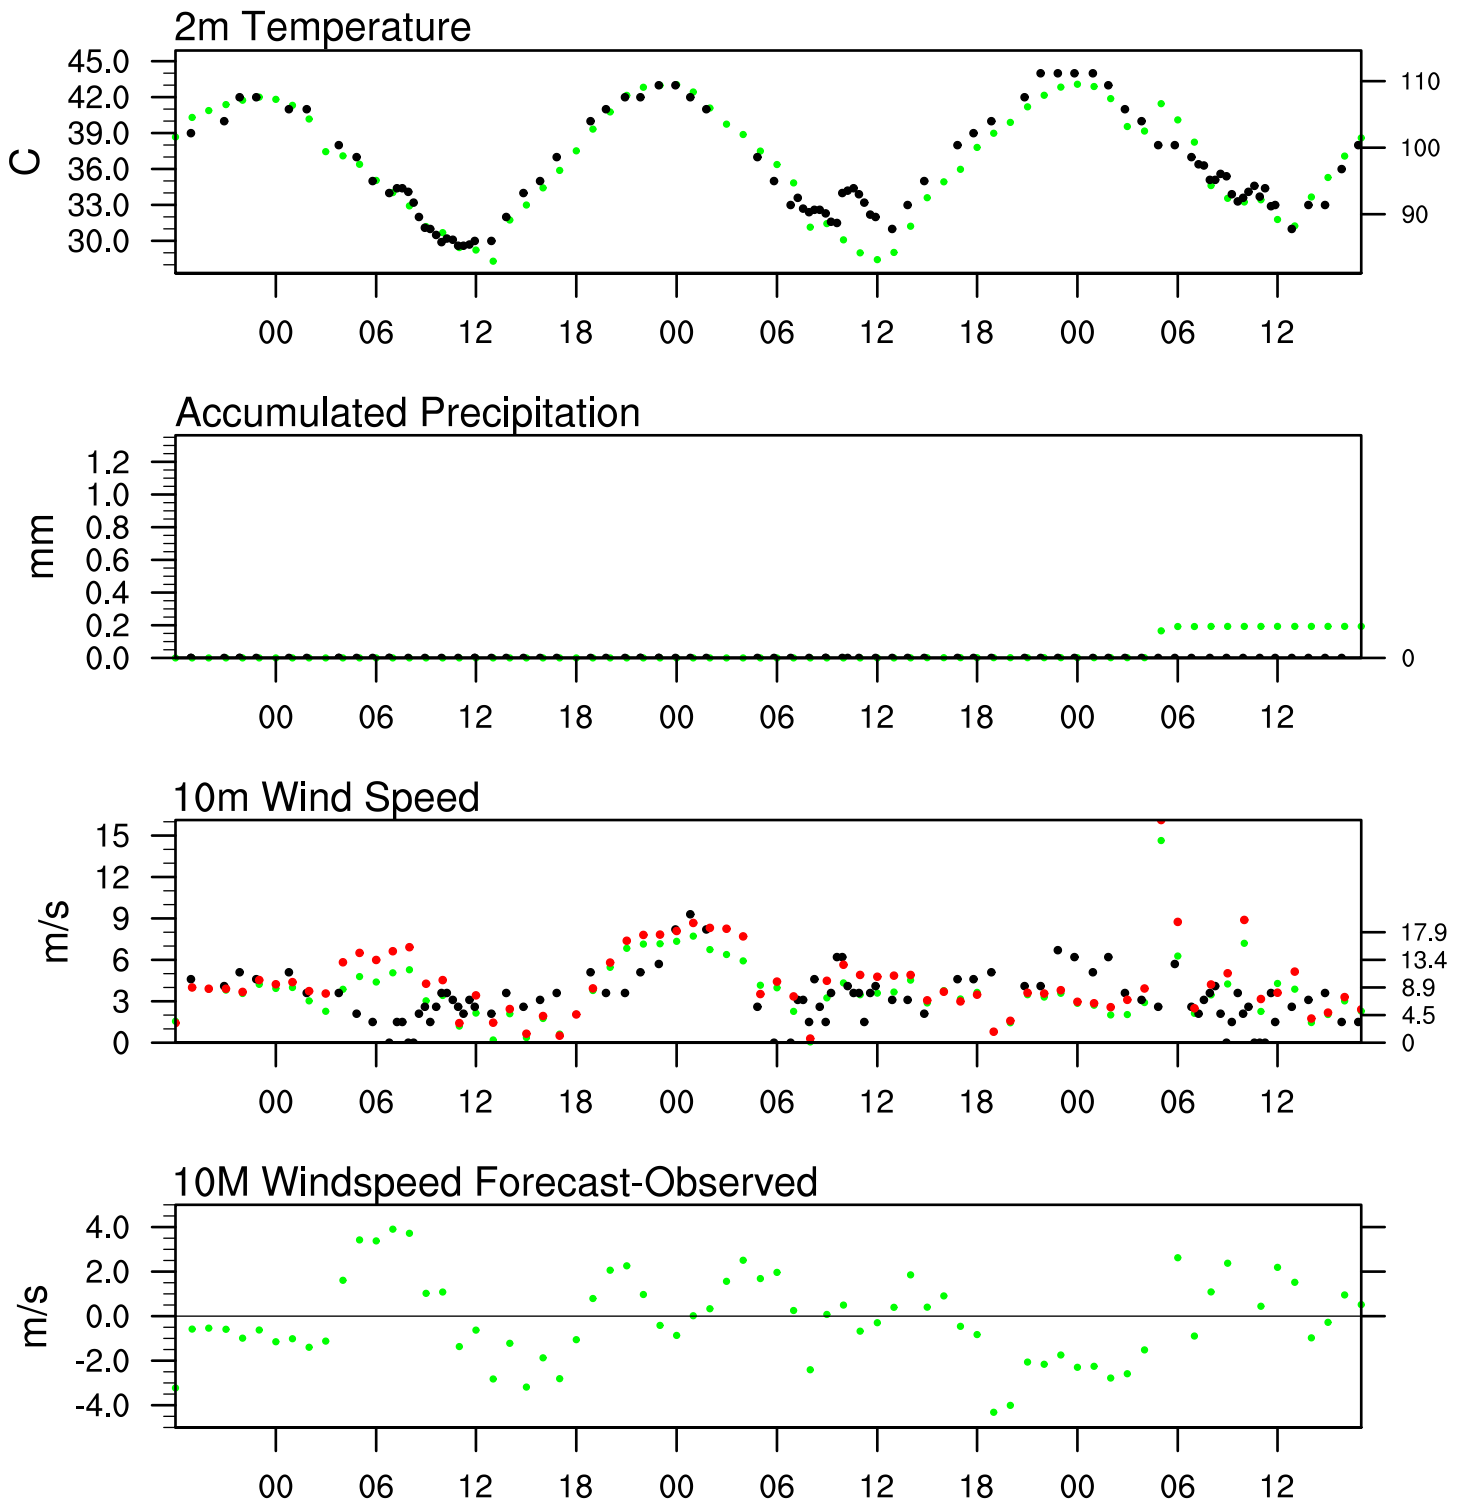 2m Temperature
45.0
42.0
39.0
36.0
33.0
30.0
C
110
100
90
00 06 12 18 00 06 12 18 00 06 12
Accumulated Precipitation
1.2
1.0
0.8
0.6
0.4
0.2
0.0
mm
0
00 06 12 18 00 06 12 18 00 06 12
10m Wind Speed
15
12
9
6
3
0
m/s
17.9
13.4
8.9
4.5
0
00 06 12 18 00 06 12 18 00 06 12
10M Windspeed Forecast-Observed
4.0
2.0
0.0
-2.0
-4.0
m/s
00 06 12 18 00 06 12 18 00 06 12